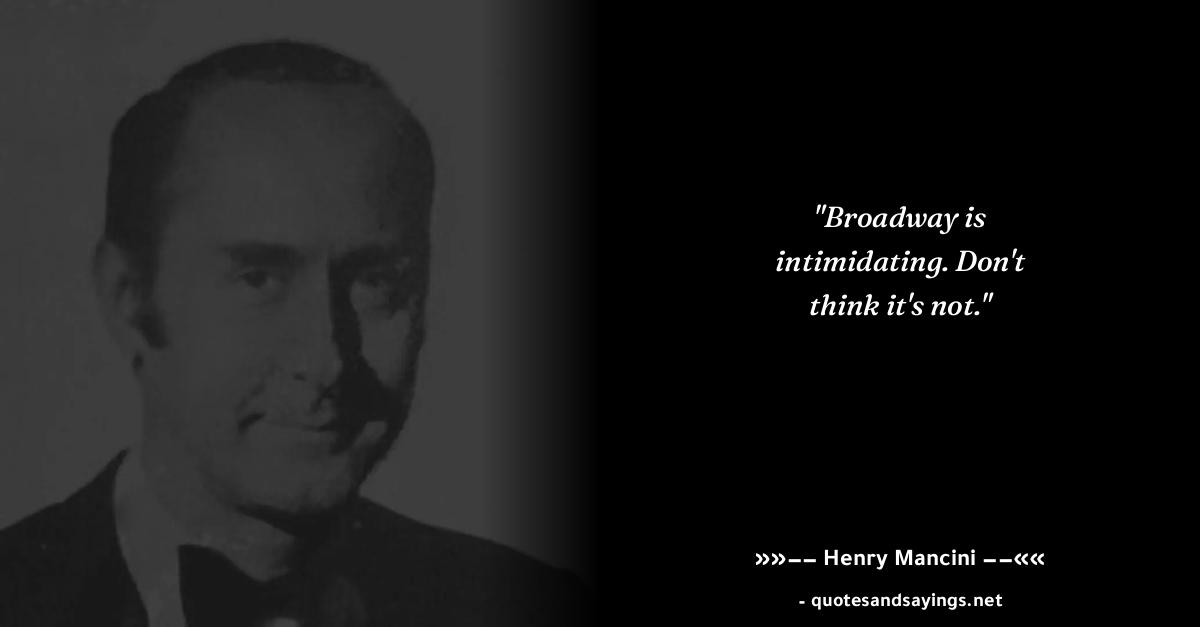 "Broadway is
intimidating. Don't
think it's not."
»»–– Henry Mancini ––««
- quotesandsayings.net